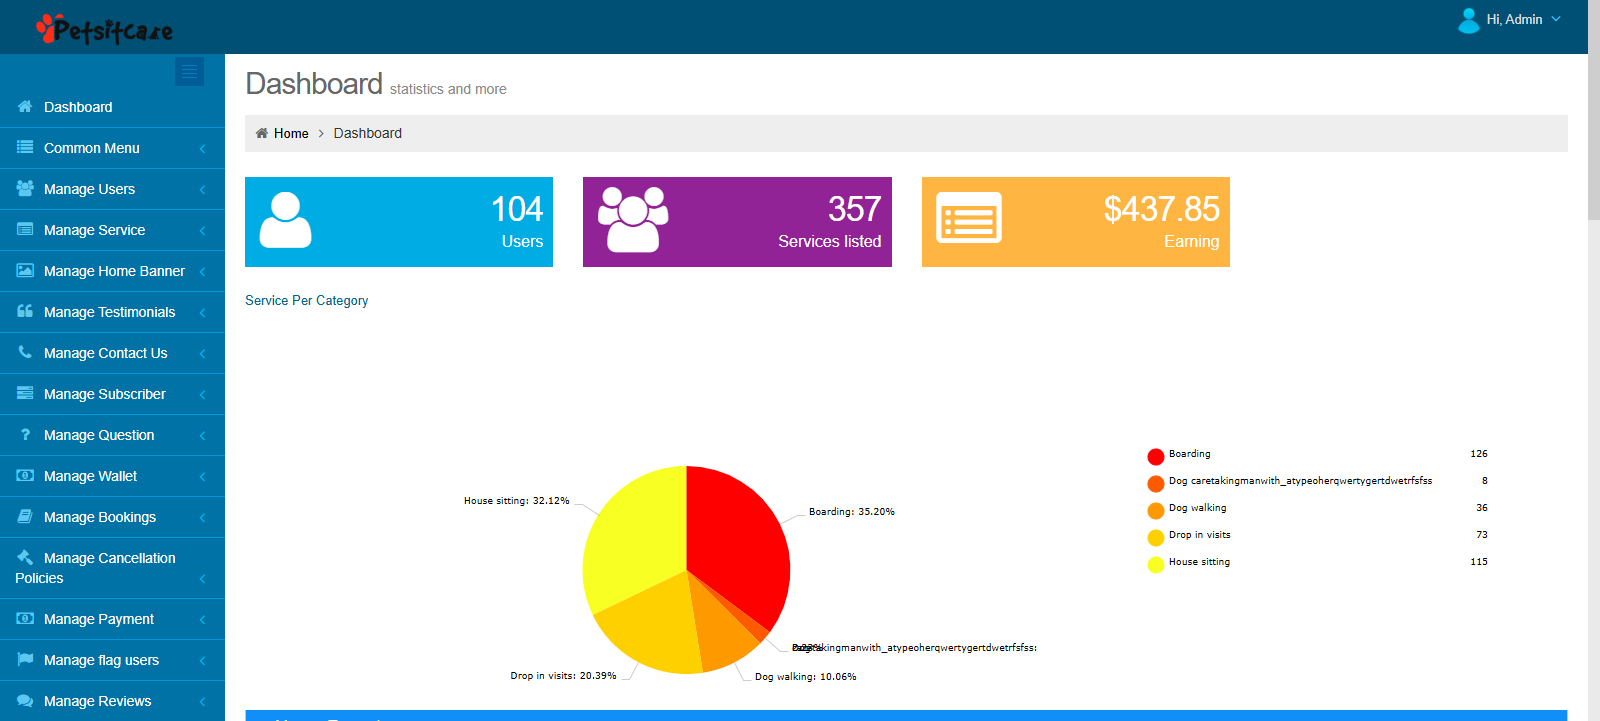 Petsitcare
Hi, Admin
Dashboard
Common Menu
Manage Users
Manage Service
Manage Home Banner
Manage Testimonials
Manage Contact Us
Manage Subscriber
Manage Question
Manage Wallet
Manage Bookings
Manage Cancellation
Policies
Manage Payment
Manage flag users
Manage Reviews
Dashboard statistics and more
Home > Dashboard
104
Users
357
Services listed
$437.85
Earning
Service Per Category
House sitting: 32.12%
Boarding: 35.20%
Drop in visits: 20.39%
Dog walking: 10.06%
Boarding 126
Dog caretakingmanwith_atypeoherqwertygertdwetrfsfss 8
Dog walking 36
Drop in visits 73
House sitting 115